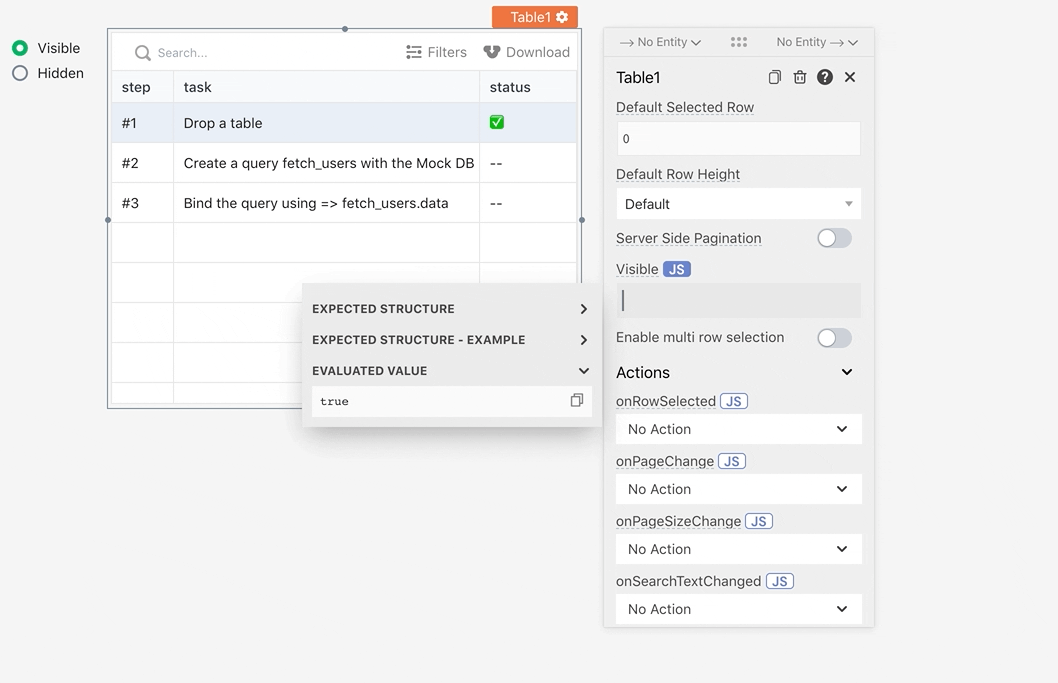 Visible
Hidden
Table1
Search...
Filters
Download
step task status
#1 Drop a table ✅
#2 Create a query fetch_users with the Mock DB --
#3 Bind the query using => fetch_users.data --
EXPECTED STRUCTURE
EXPECTED STRUCTURE - EXAMPLE
EVALUATED VALUE
true
No Entity
No Entity
Table1
Default Selected Row
0
Default Row Height
Default
Server Side Pagination
Visible JS
Enable multi row selection
Actions
onRowSelected JS
No Action
onPageChange JS
No Action
onPageSizeChange JS
No Action
onSearchTextChanged JS
No Action